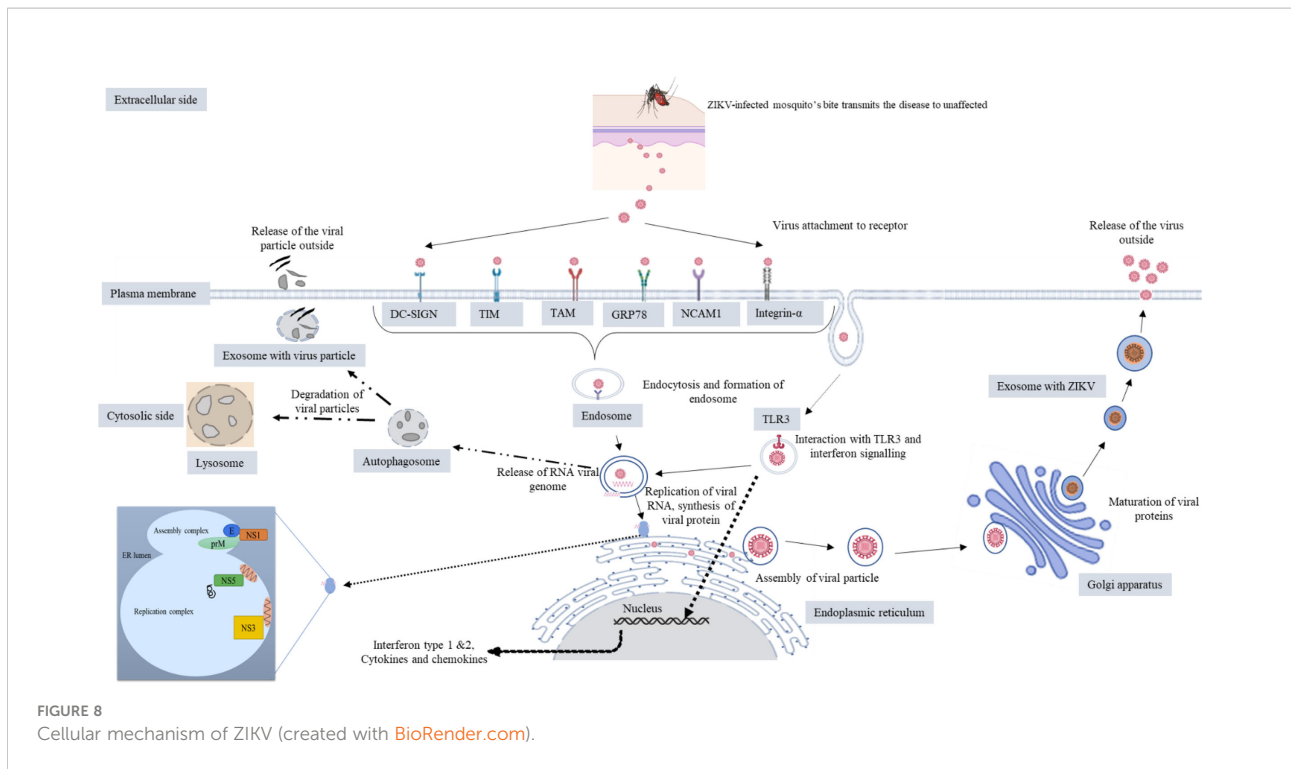 Extracellular side
ZIKV-infected mosquito's bite transmits the disease to unaffected
Release of the viral
particle outside
Virus attachment to receptor
Release of the virus
outside
Plasma membrane
DC-SIGN
TIM
TAM
GRP78
NCAM1
Integrin-α
Exosome with virus particle
Endocytosis and formation of
endosome
Endosome
Exosome with ZIKV
Cytosolic side
Degradation of
viral particles
TLR3
Interaction with TLR3 and
interferon signalling
Lysosome
Autophagosome
Release of RNA viral
genome
Replication of viral
RNA, synthesis of
viral protein
Maturation of viral
proteins
Assembly complex
E
NS1
prM
ER lumen
NS5
Replication complex
NS3
Assembly of viral particle
Golgi apparatus
Endoplasmic reticulum
Nucleus
Interferon type 1 &2,
Cytokines and chemokines
FIGURE 8
Cellular mechanism of ZIKV (created with BioRender.com).